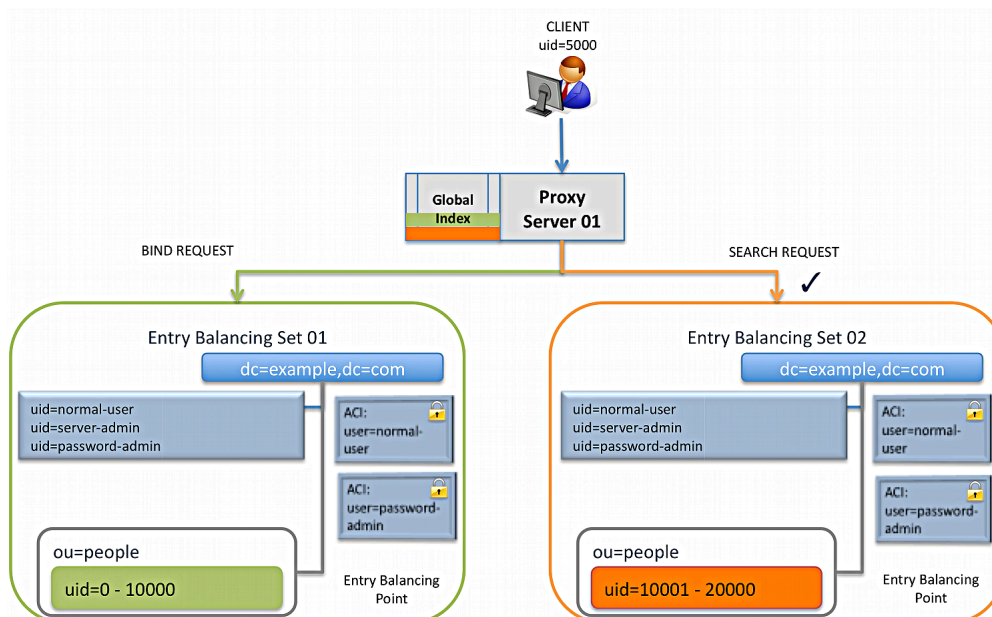 CLIENT
uid=5000
Global
Index
Proxy
Server 01
BIND REQUEST
SEARCH REQUEST
Entry Balancing Set 01
dc=example,dc=com
uid=normal-user
uid=server-admin
uid=password-admin
ACI:
user=normal-
user
ACI:
user=password-
admin
ou=people
uid=0 - 10000
Entry Balancing
Point
Entry Balancing Set 02
dc=example,dc=com
uid=normal-user
uid=server-admin
uid=password-admin
ACI:
user=normal-
user
ACI:
user=password-
admin
ou=people
uid=10001 - 20000
Entry Balancing
Point